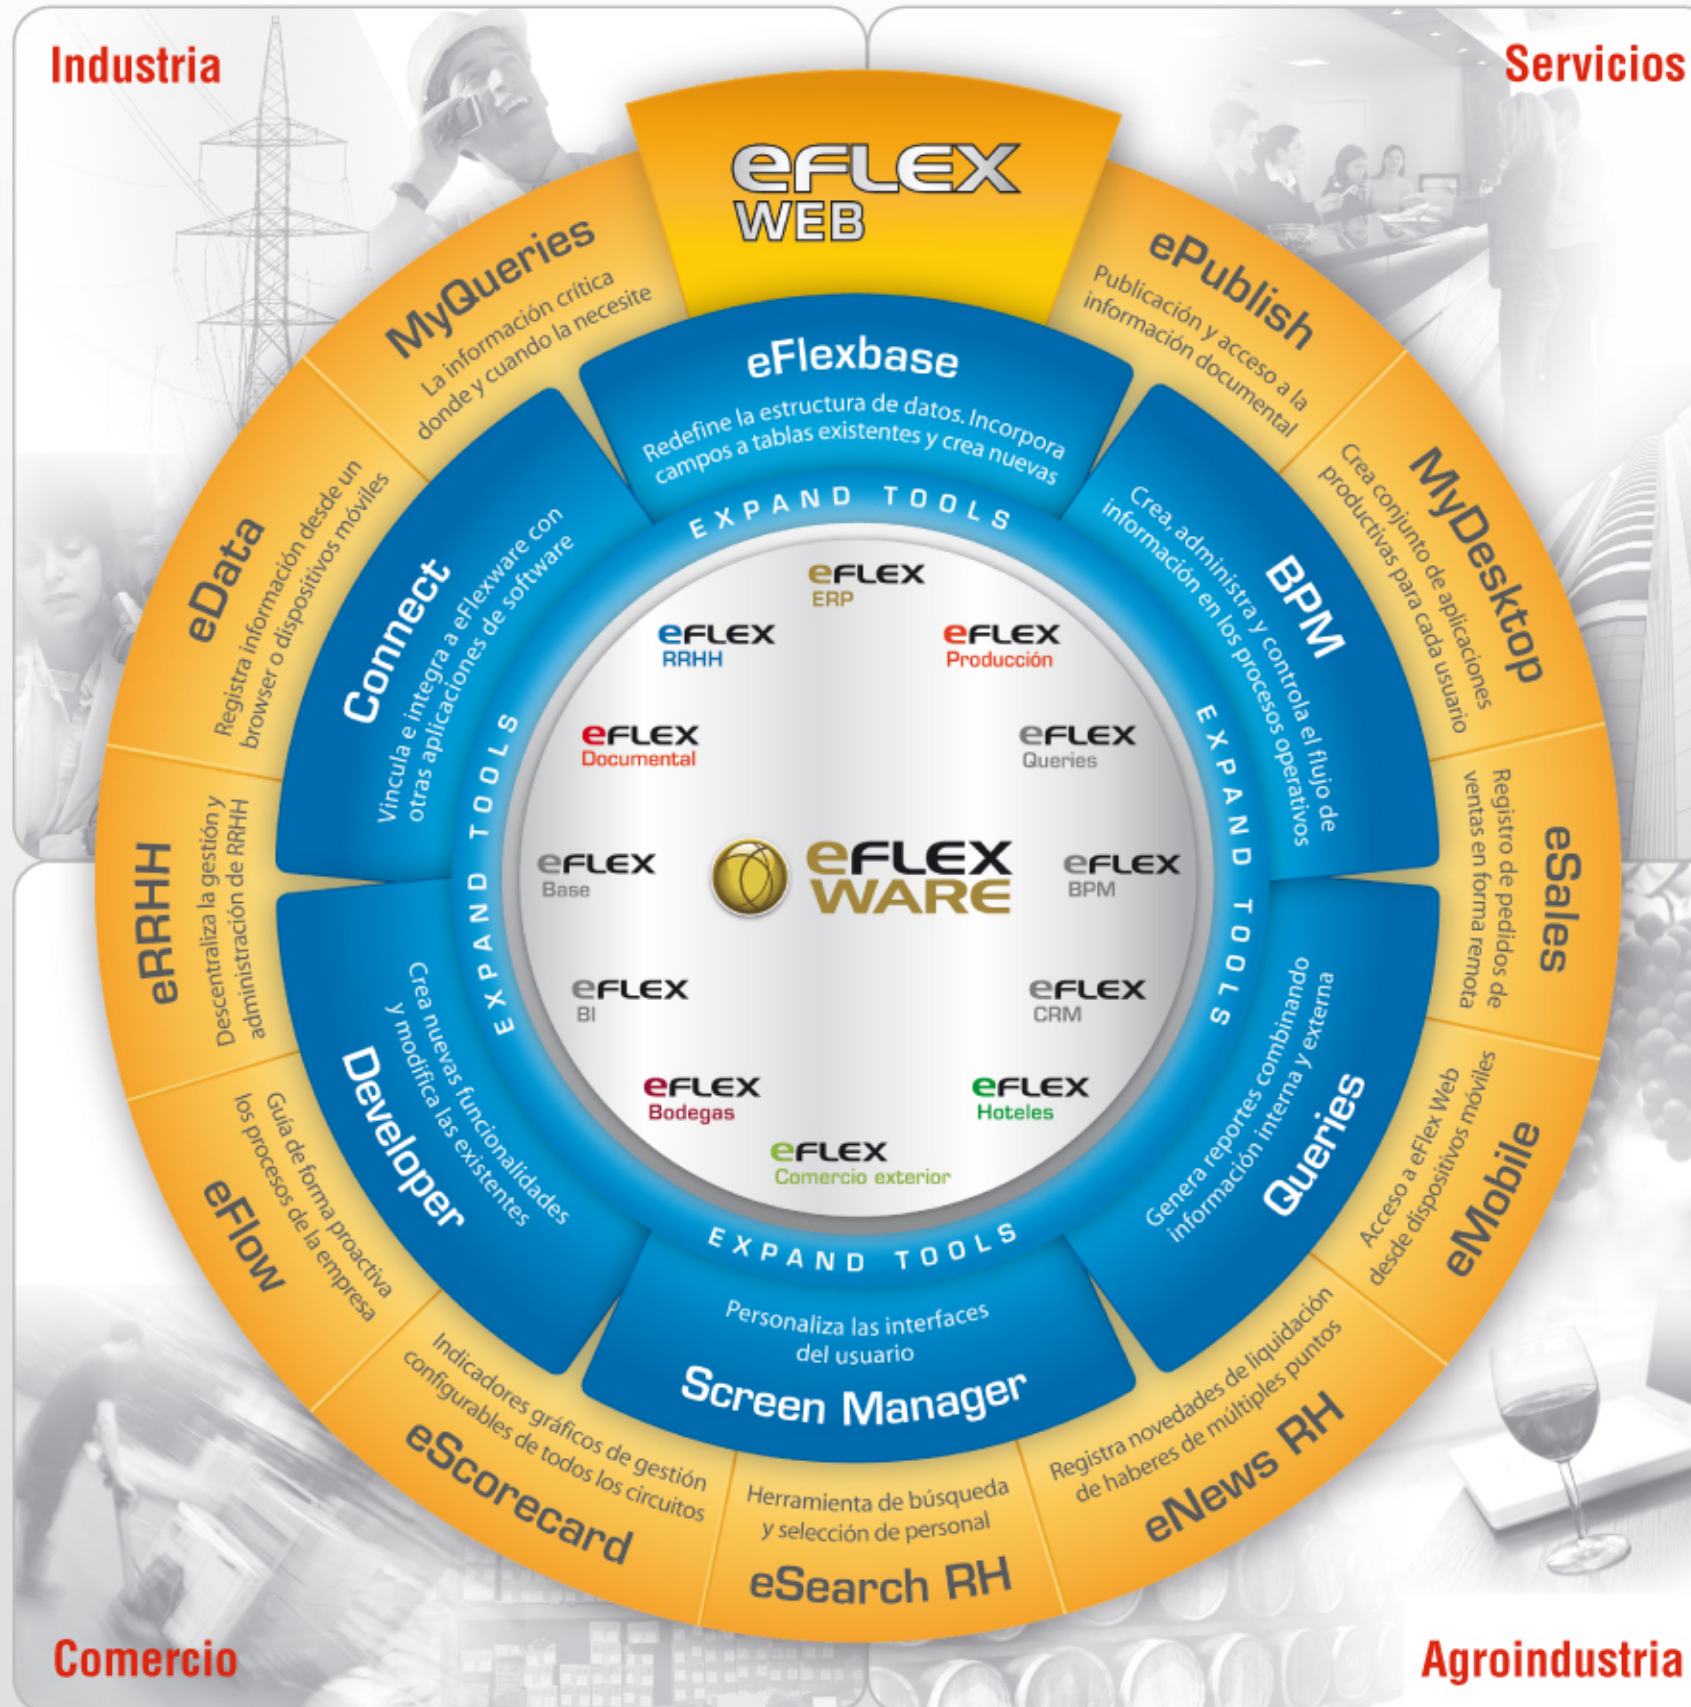 Industria
Servicios
eFLEX
WEB
ePublish
Publicación y acceso a la
información documental
MyDesktop
Crea conjunto de aplicaciones
productivas para cada usuario
eSales
Registro de pedidos de
ventas en forma remota
eMobile
Acceso a eFlex Web
desde dispositivos móviles
Registra novedades de liquidación
de haberes de múltiples puntos
eNews RH
Herramienta de búsqueda
y selección de personal
eSearch RH
Indicadores gráficos de gestión
configurables de todos los circuitos
eScorecard
Guía de forma proactiva
los procesos de la empresa
eFlow
eRRHH
Descentraliza la gestión y
administración de RRHH
eData
Registra información desde un
browser o dispositivos móviles
MyQueries
La información crítica
donde y cuando la necesite
eFlexbase
Redefine la estructura de datos. Incorpora
campos a tablas existentes y crea nuevas
BPM
Crea, administra y controla el flujo de
información en los procesos operativos
Genera reportes combinando
información interna y externa
Queries
Personaliza las interfaces
del usuario
Screen Manager
Crea nuevas funcionalidades
y modifica las existentes
Developer
Connect
Vincula e integra a eFlexware con
otras aplicaciones de software
EXPAND TOOLS
EXPAND TOOLS
EXPAND TOOLS
EXPAND TOOLS
EXPAND TOOLS
EXPAND TOOLS
eFLEX
ERP
eFLEX
RRHH
eFLEX
Producción
eFLEX
Documental
eFLEX
Queries
eFLEX
Base
eFLEX
WARE
eFLEX
BPM
eFLEX
BI
eFLEX
CRM
eFLEX
Bodegas
eFLEX
Hoteles
eFLEX
Comercio exterior
Comercio
Agroindustria